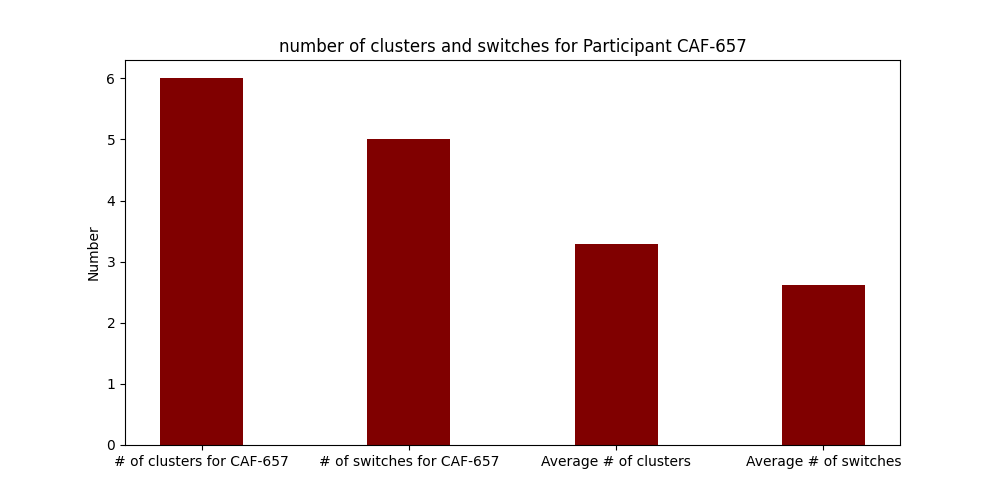 number of clusters and switches for Participant CAF-657
Number
6
5
4
3
2
1
0
# of clusters for CAF-657
# of switches for CAF-657
Average # of clusters
Average # of switches